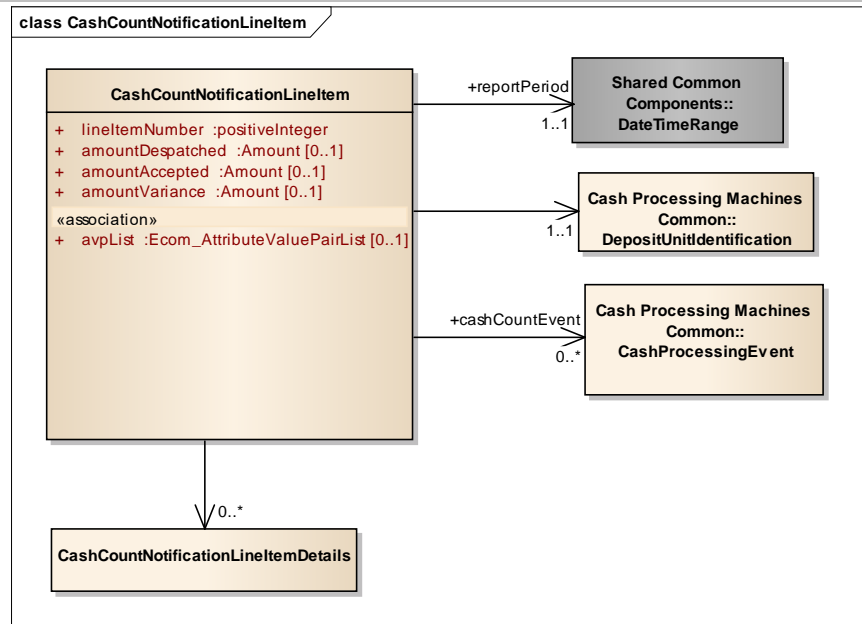 class CashCountNotificationLineItem
CashCountNotificationLineItem
+ lineItemNumber :positiveInteger
+ amountDespatched :Amount [0..1]
+ amountAccepted :Amount [0..1]
+ amountVariance :Amount [0..1]
«association»
+ avpList :Ecom_AttributeValuePairList [0..1]
+reportPeriod
1..1
Shared Common
Components::
DateTimeRange
1..1
Cash Processing Machines
Common::
DepositUnitIdentification
+cashCountEvent
0..*
Cash Processing Machines
Common::
CashProcessingEvent
0..*
CashCountNotificationLineItemDetails